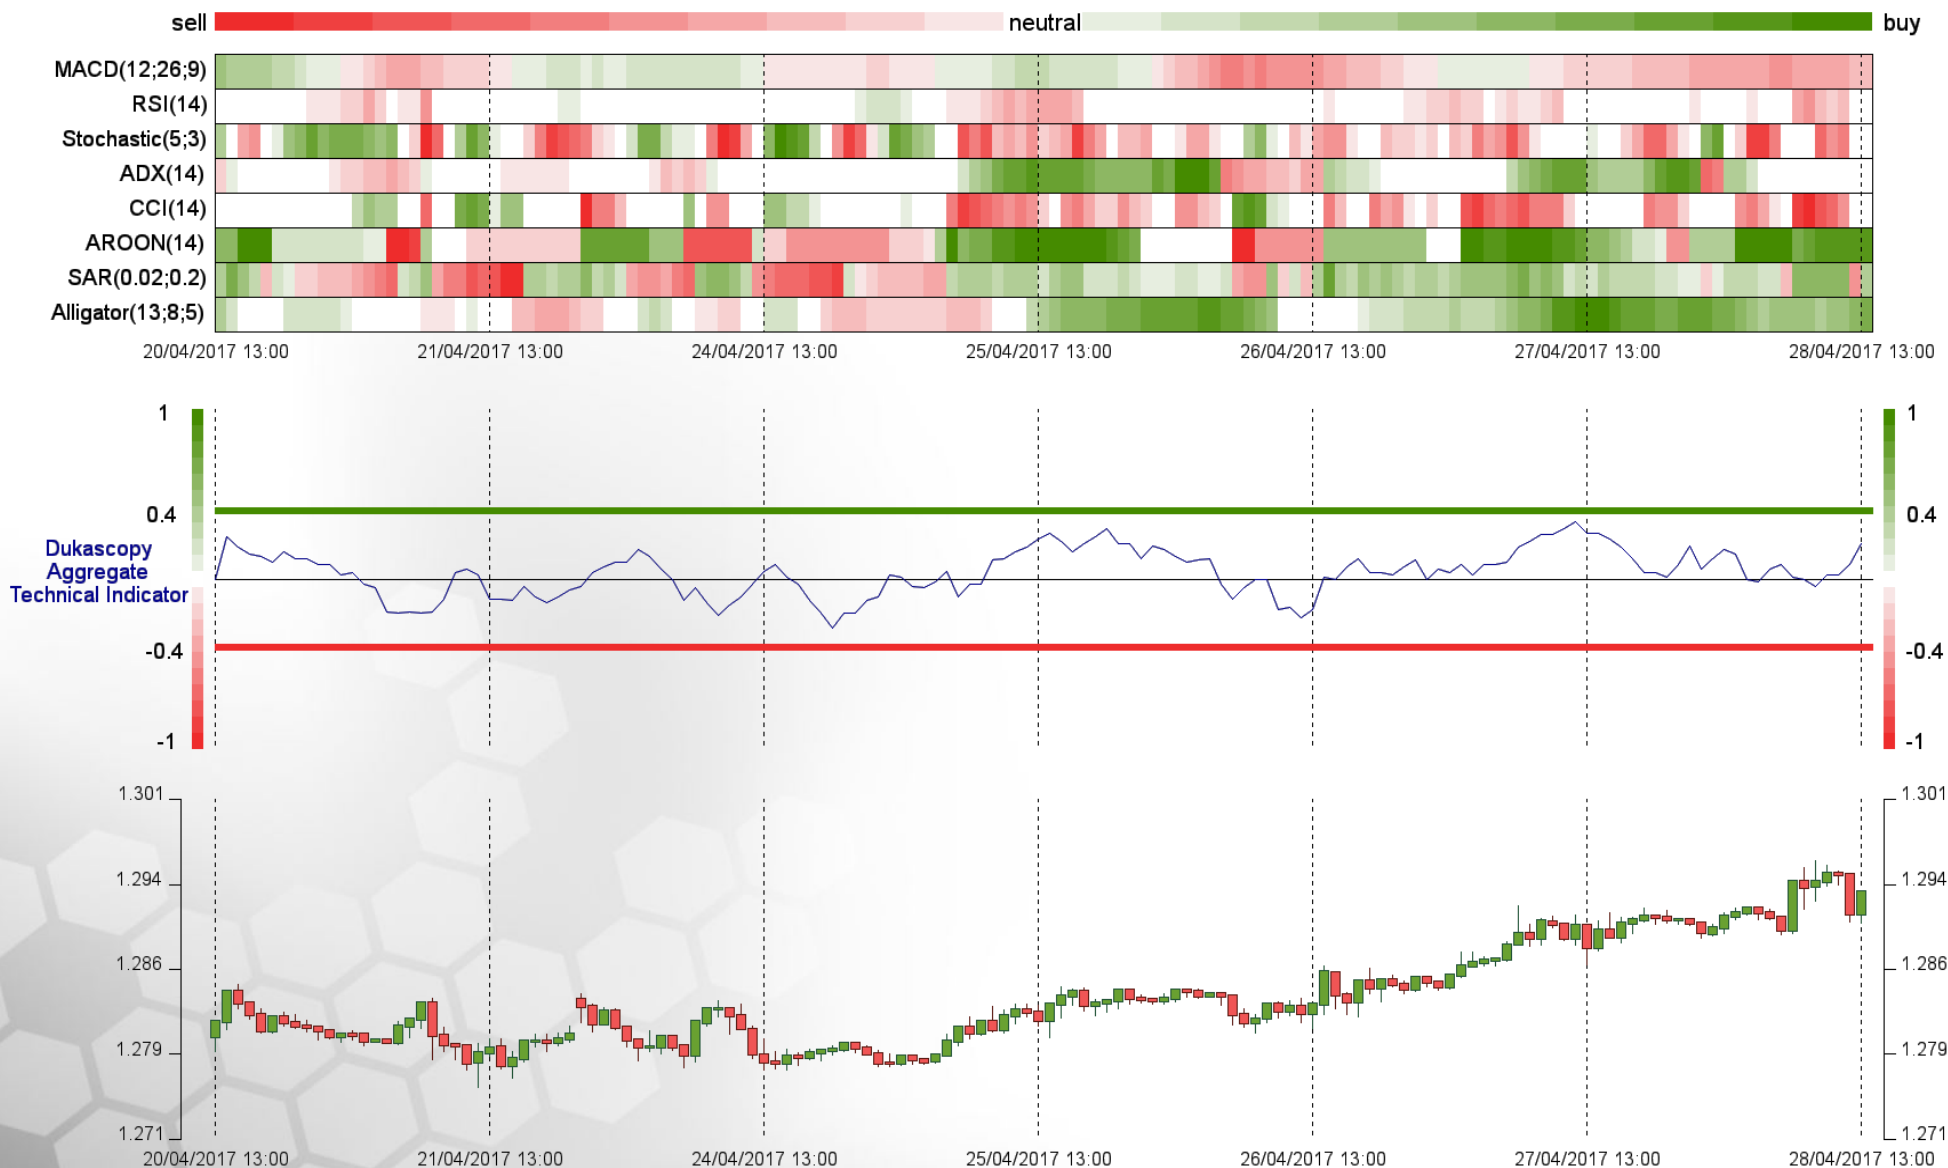 sell neutral buy
MACD(12;26;9)
RSI(14)
Stochastic(5;3)
ADX(14)
CCI(14)
AROON(14)
SAR(0.02;0.2)
Alligator(13;8;5)
20/04/2017 13:00 21/04/2017 13:00 24/04/2017 13:00 25/04/2017 13:00 26/04/2017 13:00 27/04/2017 13:00 28/04/2017 13:00
1 1
0.4 0.4
Dukascopy
Aggregate
Technical Indicator
-0.4 -0.4
-1 -1
1.301 1.301
1.294 1.294
1.286 1.286
1.279 1.279
1.271 1.271
20/04/2017 13:00 21/04/2017 13:00 24/04/2017 13:00 25/04/2017 13:00 26/04/2017 13:00 27/04/2017 13:00 28/04/2017 13:00